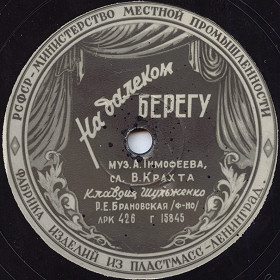 РСФСР-МИНИСТЕРСТВО МЕСТНОЙ ПРОМЫШЛЕННОСТИ
На далеком
БЕРЕГУ
МУЗ. А. ТИМОФЕЕВА,
СЛ. В. КРАХТА
Клавдия Шульженко
Р.Е.БРАНОВСКАЯ /Ф-НО/
ЛРК 426 Г 15845
ФАБРИКА ИЗДЕЛИЙ ИЗ ПЛАСТМАСС-ЛЕНИНГРАД